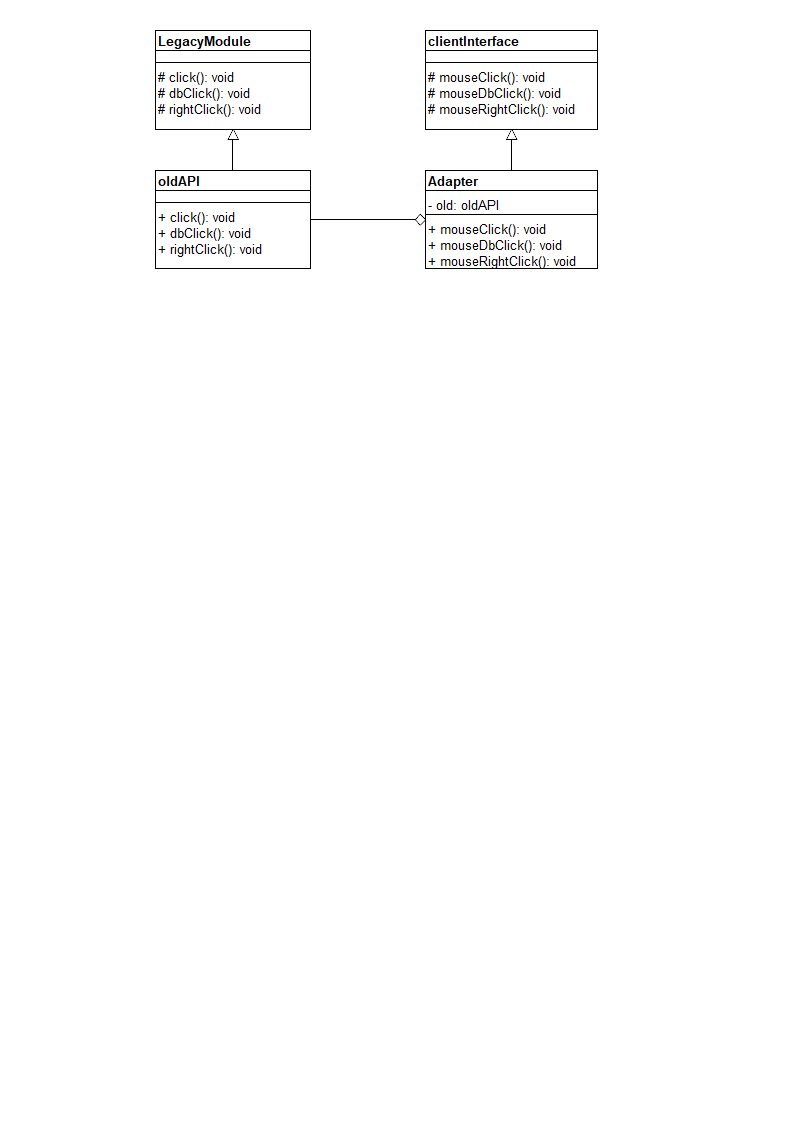 LegacyModule
# click(): void
# dbClick(): void
# rightClick(): void
clientInterface
# mouseClick(): void
# mouseDbClick(): void
# mouseRightClick(): void
oldAPI
+ click(): void
+ dbClick(): void
+ rightClick(): void
Adapter
- old: oldAPI
+ mouseClick(): void
+ mouseDbClick(): void
+ mouseRightClick(): void